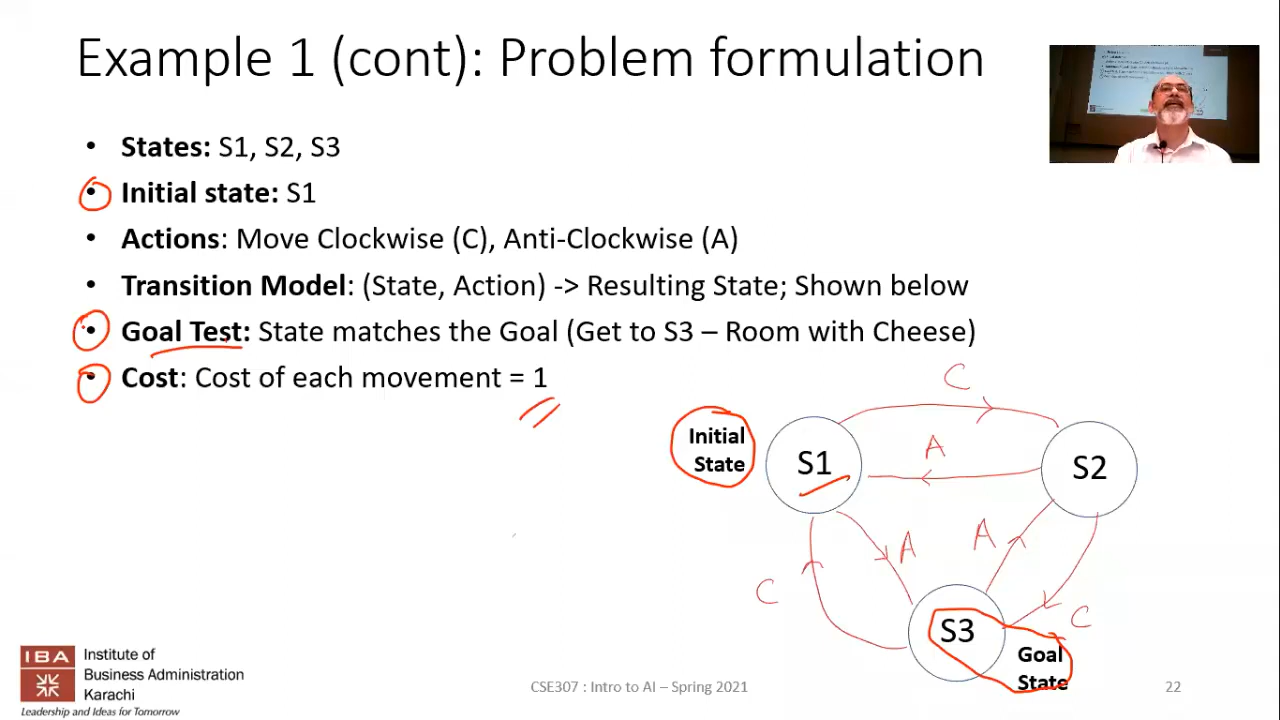 Example 1 (cont): Problem formulation
• States: S1, S2, S3
• Initial state: S1
• Actions: Move Clockwise (C), Anti-Clockwise (A)
• Transition Model: (State, Action) -> Resulting State; Shown below
• Goal Test: State matches the Goal (Get to S3 – Room with Cheese)
• Cost: Cost of each movement = 1
C
Initial
State
S1
A
S2
A
A
C
C
S3
Goal
State
IBA
Institute of
Business Administration
Karachi
Leadership and Ideas for Tomorrow
CSE307 : Intro to AI – Spring 2021
22